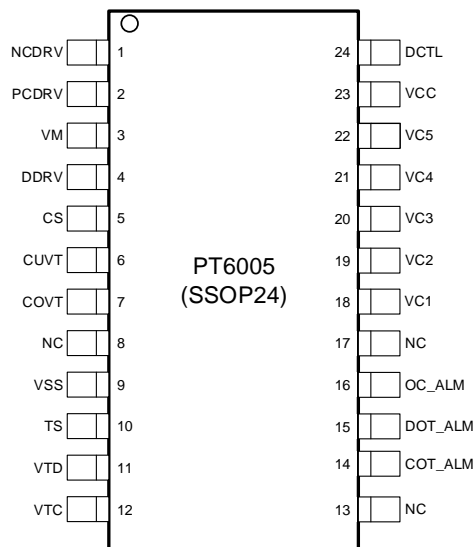 NCDRV 1 24 DCTL
PCDRV 2 23 VCC
VM 3 22 VC5
DDRV 4 21 VC4
CS 5 20 VC3
CUVT 6 19 VC2
PT6005
COVT 7 18 VC1
(SSOP24)
NC 8 17 NC
VSS 9 16 OC_ALM
TS 10 15 DOT_ALM
VTD 11 14 COT_ALM
VTC 12 13 NC